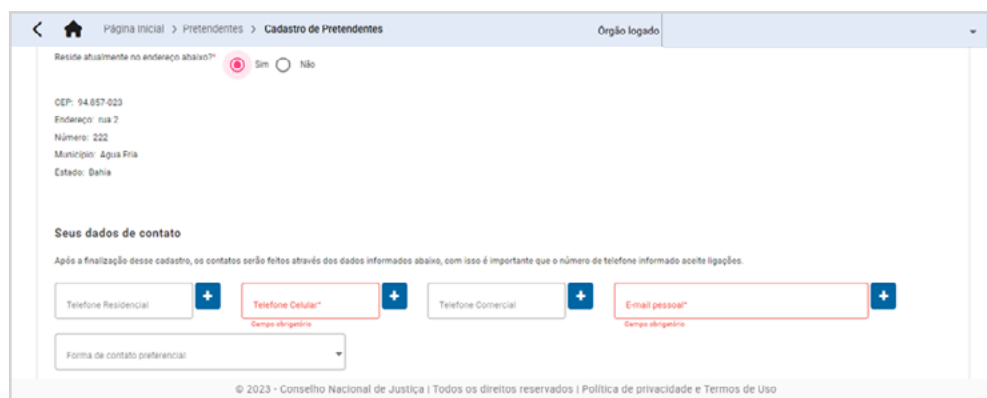 Página Inicial > Pretendentes > Cadastro de Pretendentes Órgão logado
Reside atualmente no endereço abaixo?* Sim Não
CEP: 94.857-023
Endereço: rua 2
Número: 222
Município: Agua Fria
Estado: Bahia
Seus dados de contato
Após a finalização desse cadastro, os contatos serão feitos através dos dados informados abaixo, com isso é importante que o número de telefone informado aceite ligações.
Telefone Residencial + Telefone Celular* + Telefone Comercial + E-mail pessoal* +
Campo obrigatório Campo obrigatório
Forma de contato preferencial
© 2023 - Conselho Nacional de Justiça | Todos os direitos reservados | Política de privacidade e Termos de Uso